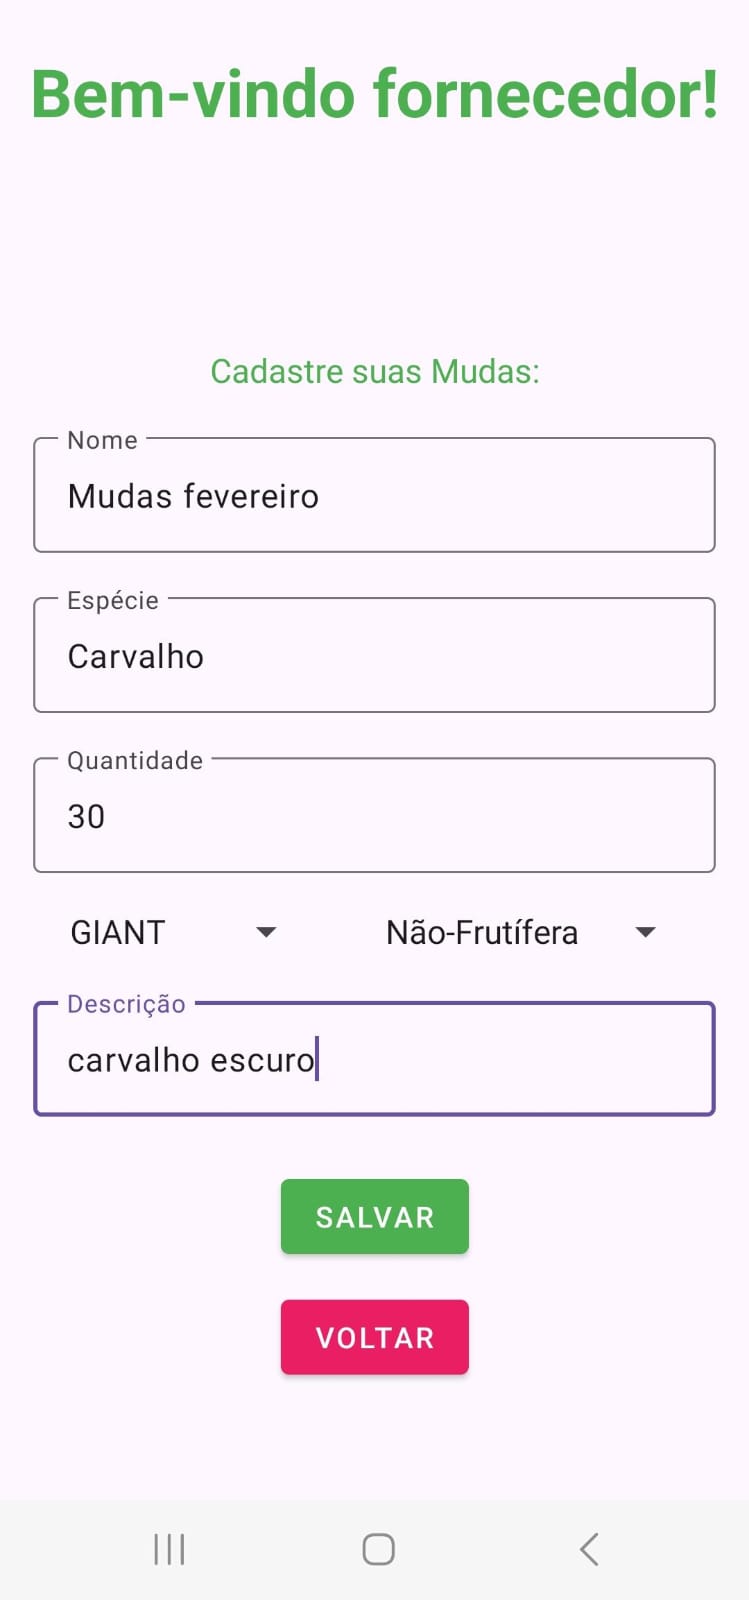 Bem-vindo fornecedor!
Cadastre suas Mudas:
Nome
Mudas fevereiro
Espécie
Carvalho
Quantidade
30
GIANT
Não-Frutífera
Descrição
carvalho escuro
SALVAR
VOLTAR